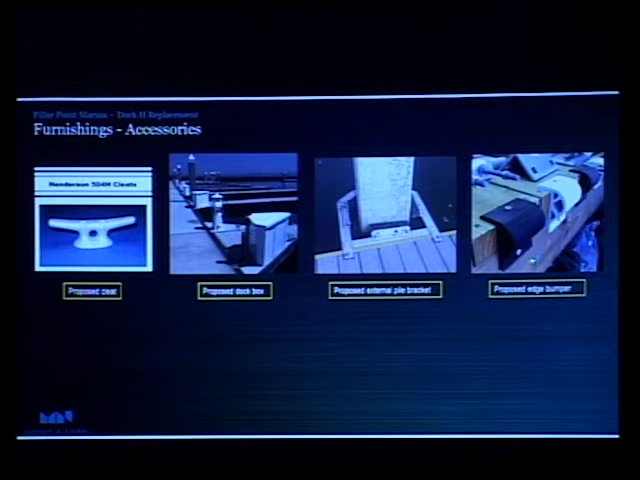 Pillar Point Marina - Dock H Replacement
Furnishings - Accessories
Henderson 504M Cleats
Proposed cleat
Proposed dock box
Proposed external pile bracket
Proposed edge bumper